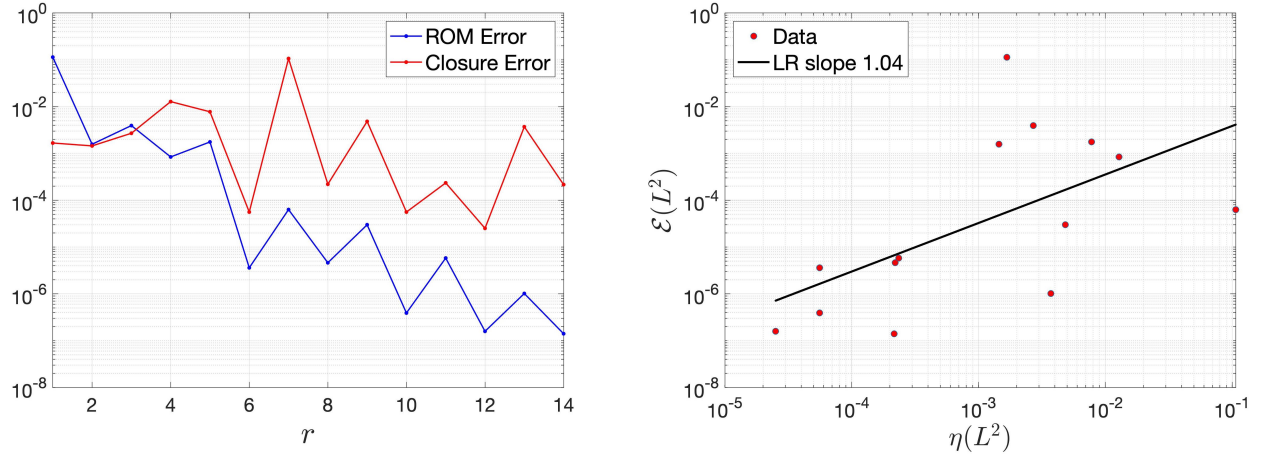 10^0
10^-2
10^-4
10^-6
10^-8
ROM Error
Closure Error
2 4 6 8 10 12 14
r
10^0
10^-2
10^-4
10^-6
10^-8
ℰ(L^2)
Data
LR slope 1.04
10^-5 10^-4 10^-3 10^-2 10^-1
η(L^2)